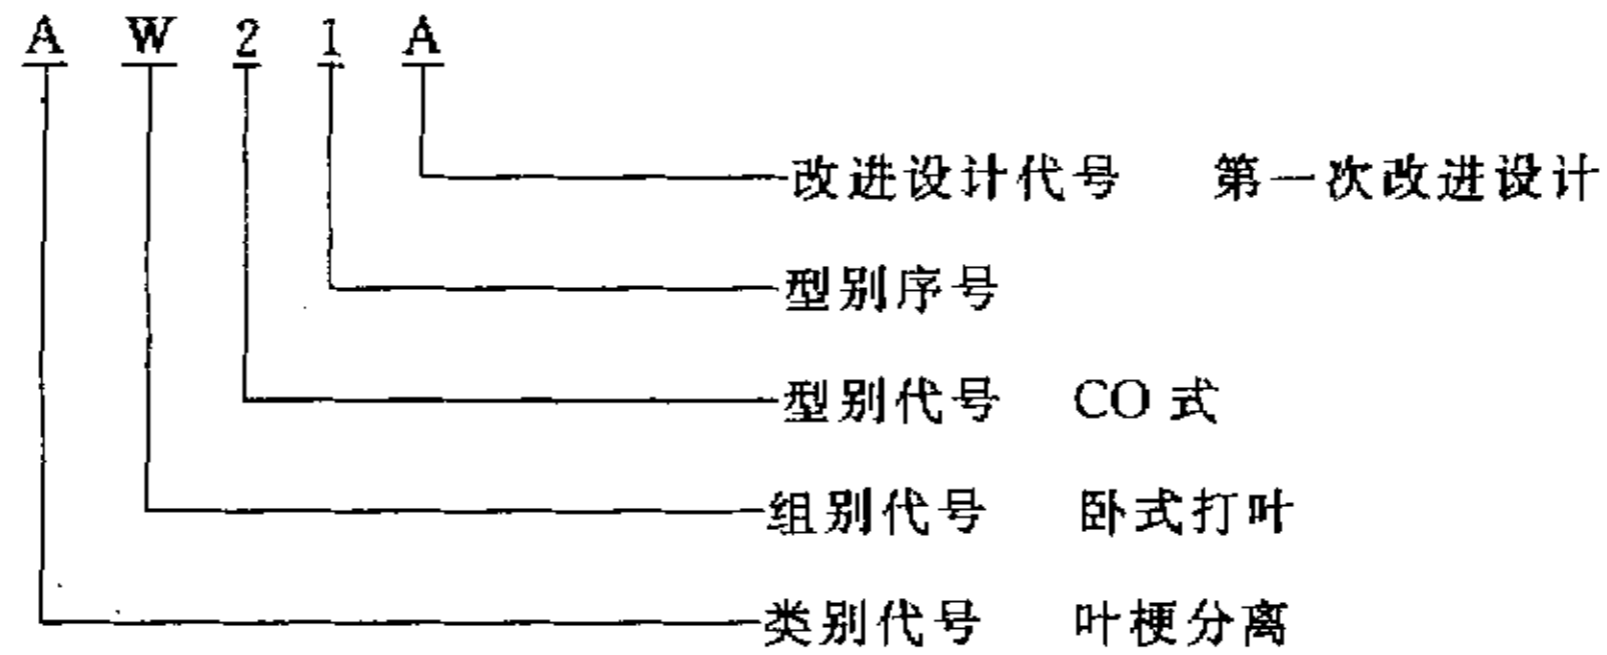 A W 2 1 A
改进设计代号 第一次改进设计
型别序号
型别代号 CO 式
组别代号 卧式打叶
类别代号 叶梗分离